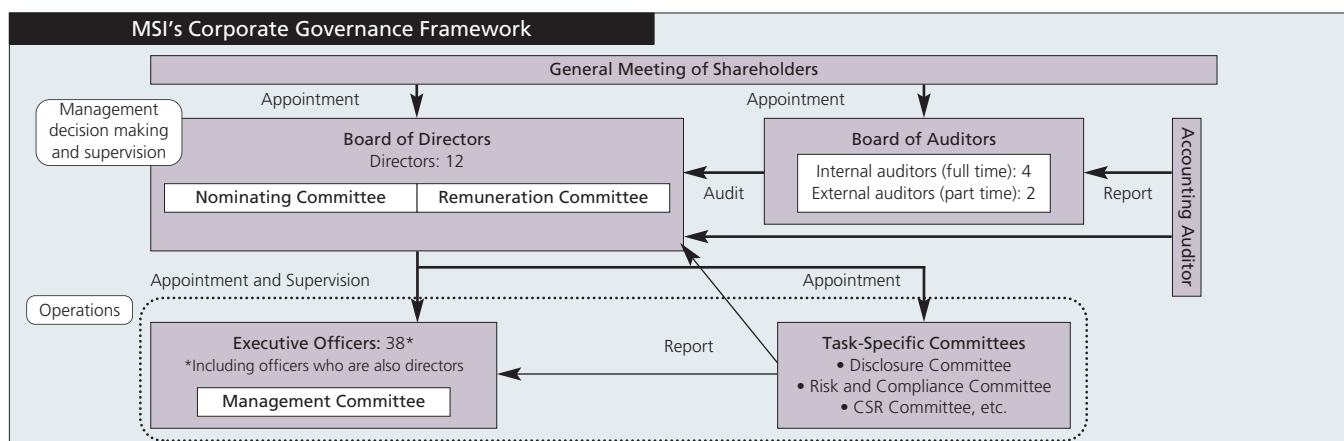 MSI's Corporate Governance Framework
General Meeting of Shareholders
Appointment
Appointment
Management
decision making
and supervision
Board of Directors
Directors: 12
Nominating Committee
Remuneration Committee
Audit
Board of Auditors
Internal auditors (full time): 4
External auditors (part time): 2
Report
Accounting Auditor
Appointment and Supervision
Appointment
Operations
Executive Officers: 38*
*Including officers who are also directors
Management Committee
Report
Task-Specific Committees
• Disclosure Committee
• Risk and Compliance Committee
• CSR Committee, etc.